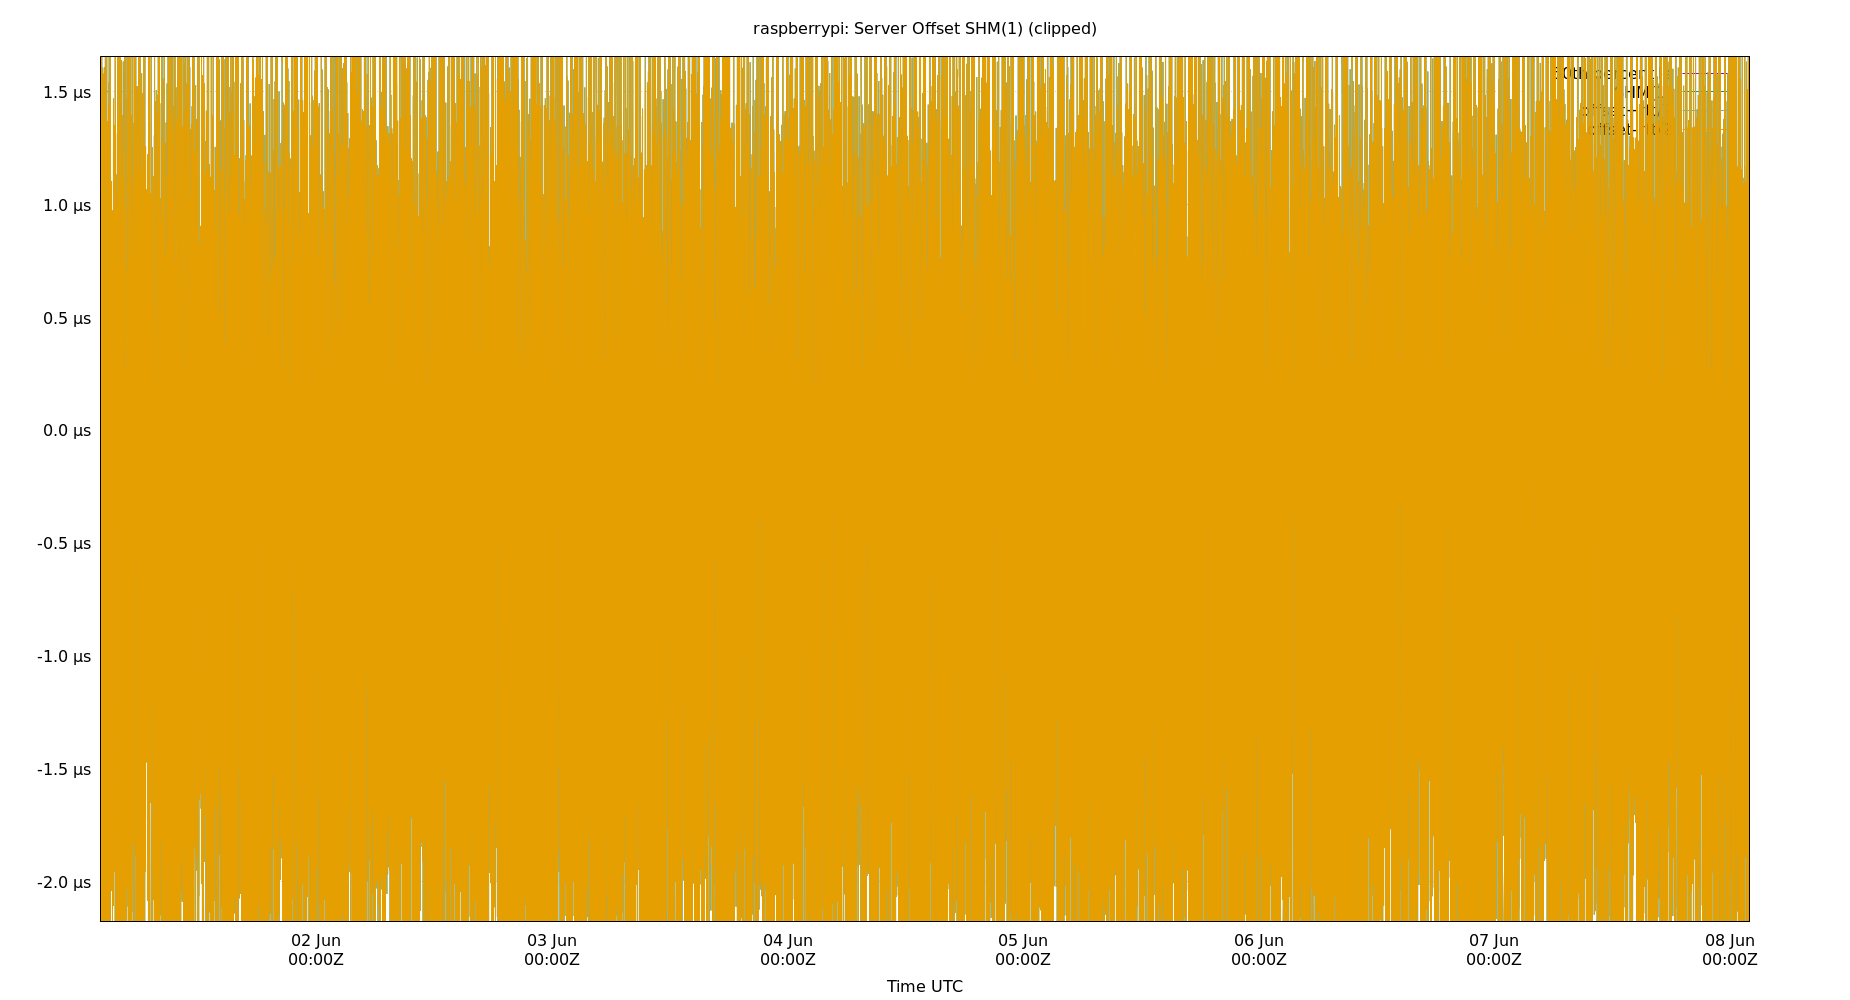 raspberrypi: Server Offset SHM(1) (clipped)
1.5 µs
1.0 µs
0.5 µs
0.0 µs
-0.5 µs
-1.0 µs
-1.5 µs
-2.0 µs
02 Jun 03 Jun 04 Jun 05 Jun 06 Jun 07 Jun 08 Jun
00:00Z 00:00Z 00:00Z 00:00Z 00:00Z 00:00Z 00:00Z
Time UTC